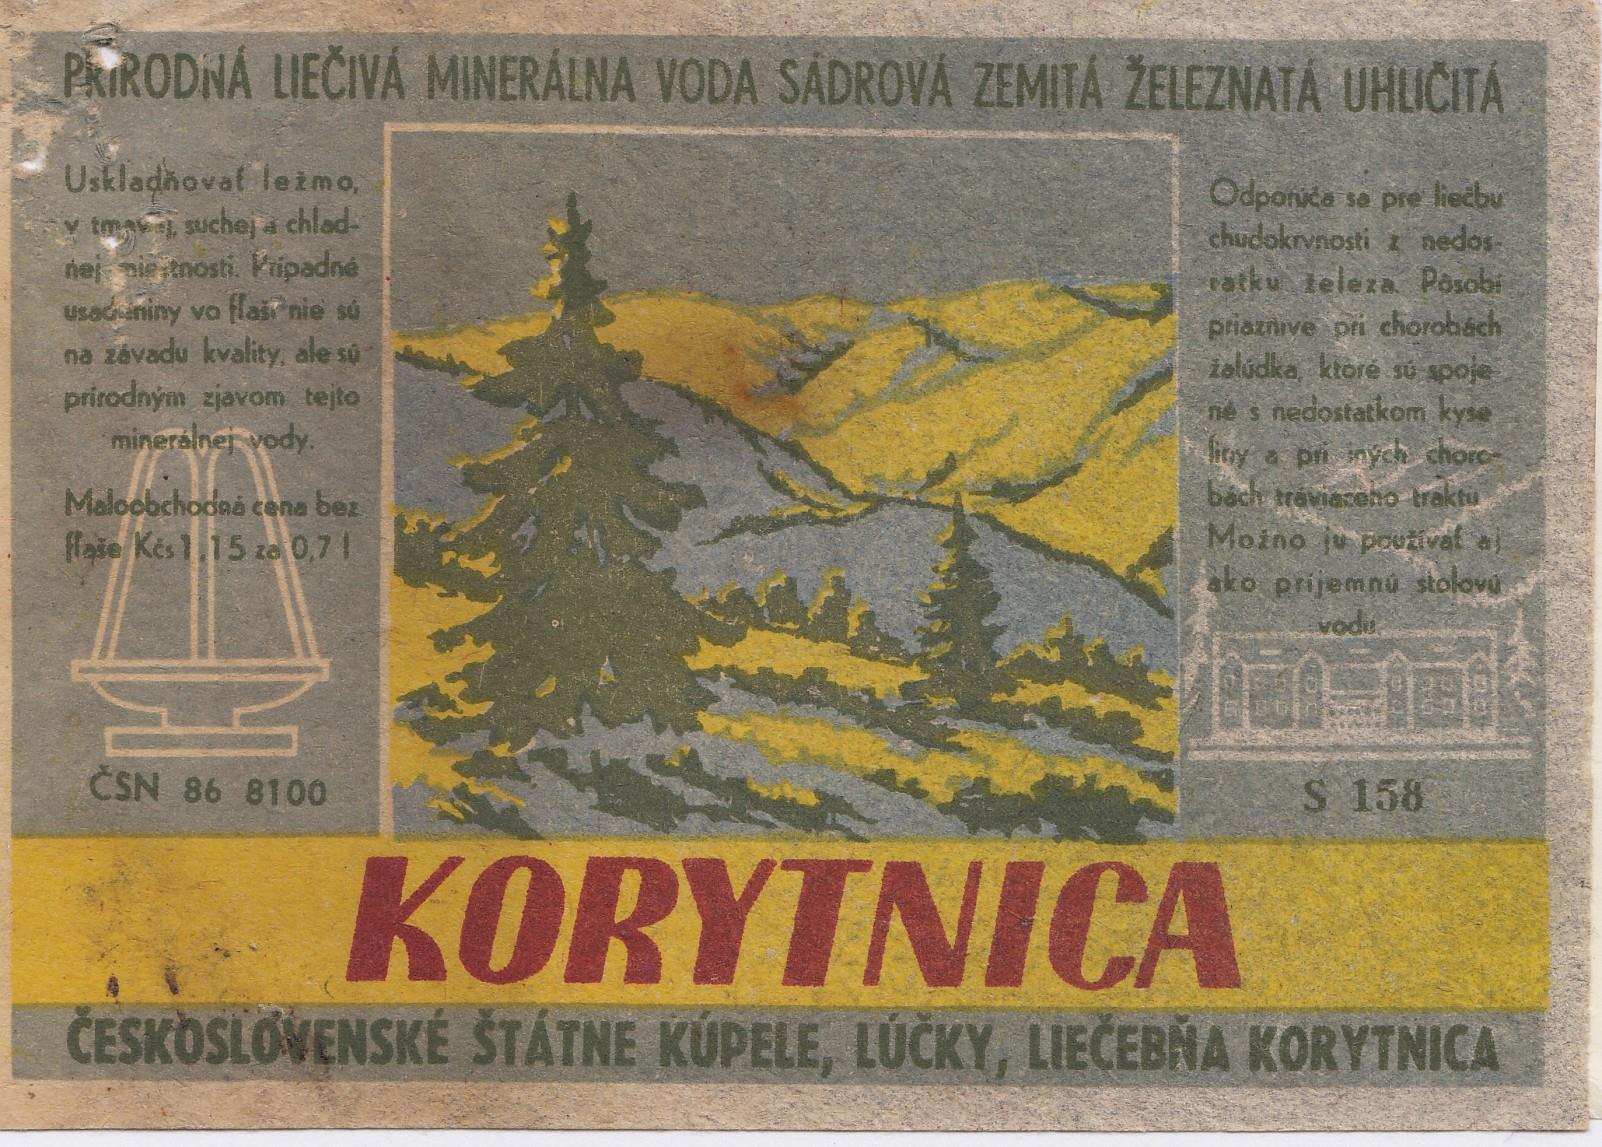 PRÍRODNÁ LIEČIVÁ MINERÁLNA VODA SÁDROVÁ ZEMITÁ ŽELEZNATÁ UHLIČITÁ
Uskladňovať ležmo,
v tmavej, suchej a chlad-
nej miestnosti. Prípadné
usadeniny vo fľaši nie sú
na závadu kvality, ale sú
prírodným zjavom tejto
minerálnej vody.
Maloobchodná cena bez
fľaše Kčs 1,15 za 0,7 l
ČSN 86 8100
Odporúča sa pre liečbu
chudokrvnosti z nedos-
ratku železa. Pôsobí
priaznive pri chorobách
žalúdka, ktoré sú spoje-
né s nedostatkom kyse
liny a pri iných choro-
bách tráviaceho traktu
Možno ju používať aj
ako príjemnú stolovú
vodu.
S 158
KORYTNICA
ČESKOSLOVENSKÉ ŠTÁTNE KÚPELE, LÚČKY, LIEČEBŇA KORYTNICA